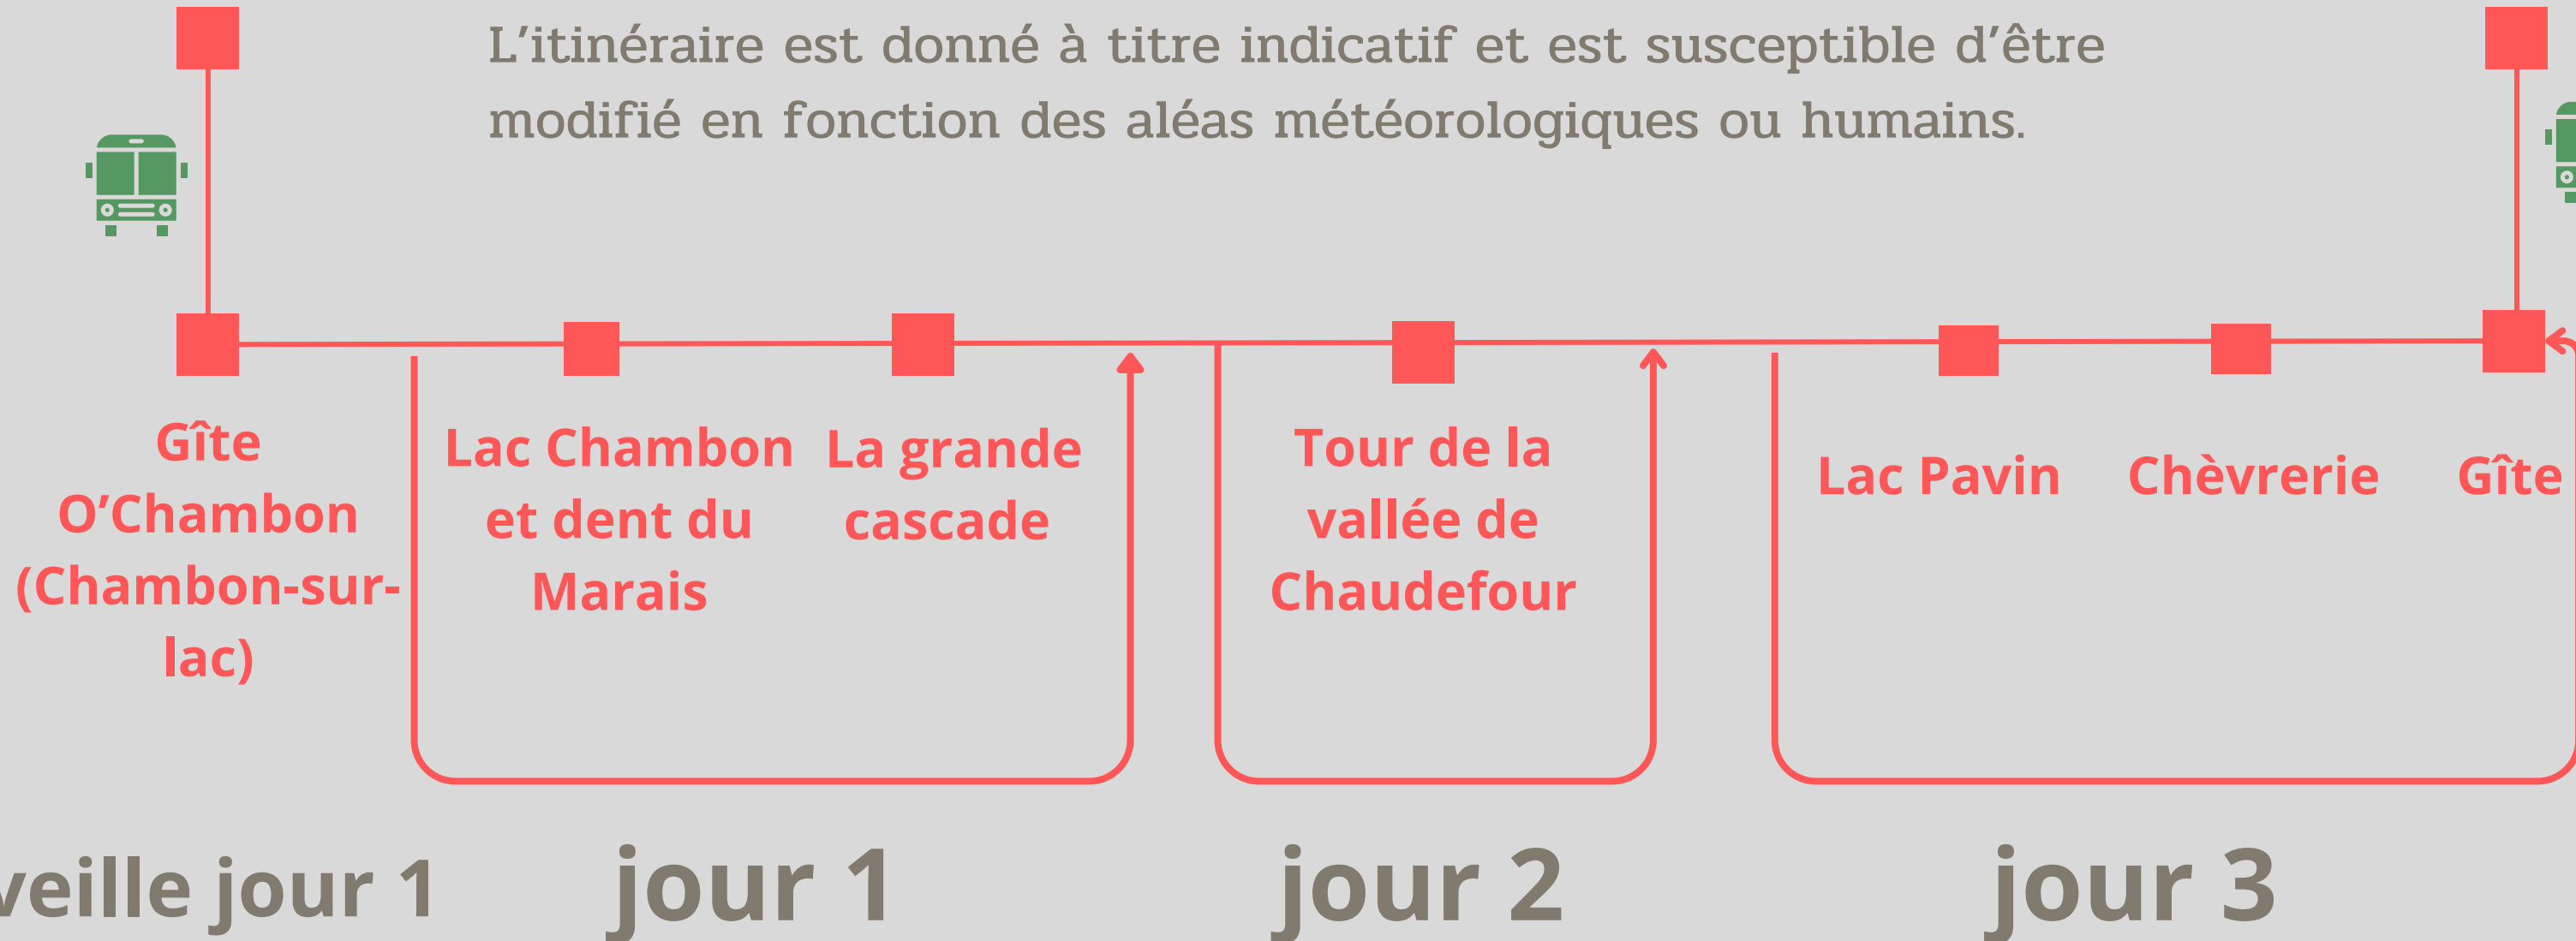 L’itinéraire est donné à titre indicatif et est susceptible d’être
modifié en fonction des aléas météorologiques ou humains.
Gîte
O’Chambon
(Chambon-sur-
lac)
Lac Chambon
et dent du
Marais
La grande
cascade
Tour de la
vallée de
Chaudefour
Lac Pavin
Chèvrerie
Gîte
veille jour 1
jour 1
jour 2
jour 3